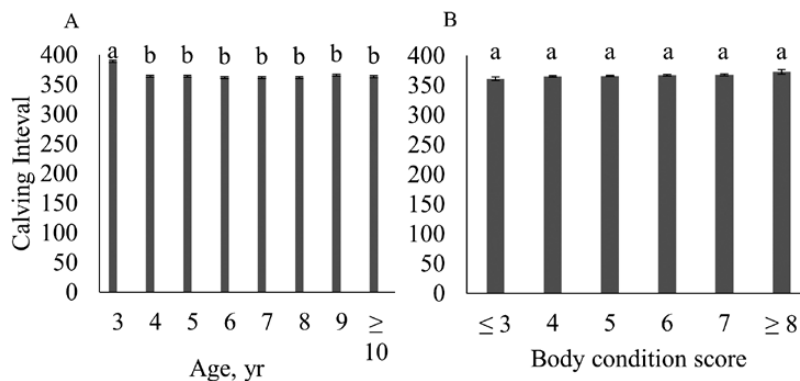 A
B
Calving Inteval
400
350
300
250
200
150
100
50
0
a b b b b b b b
3 4 5 6 7 8 9 ≥ 10
Age, yr
400
350
300
250
200
150
100
50
0
a a a a a a
≤ 3 4 5 6 7 ≥ 8
Body condition score